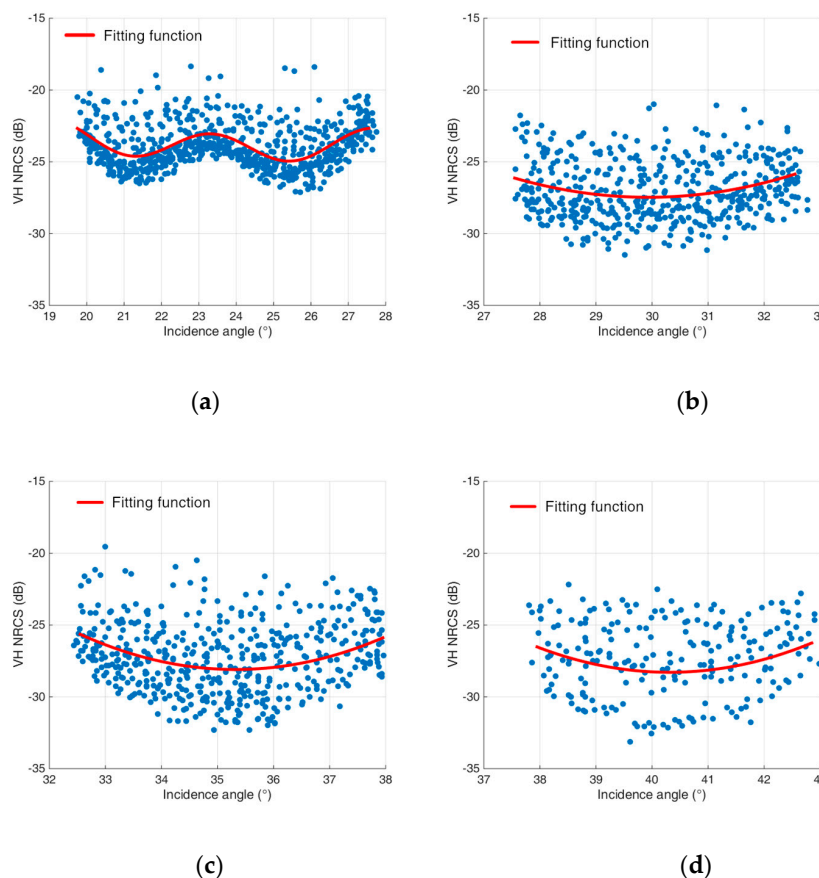 -15
Fitting function
-20
VH NRCS (dB)
-25
-30
-35
19 20 21 22 23 24 25 26 27 28
Incidence angle (°)
(a)
-15
Fitting function
-20
VH NRCS (dB)
-25
-30
-35
27 28 29 30 31 32
Incidence angle (°)
(b)
-15
Fitting function
-20
VH NRCS (dB)
-25
-30
-35
32 33 34 35 36 37 38
Incidence angle (°)
(c)
-15
Fitting function
-20
VH NRCS (dB)
-25
-30
-35
37 38 39 40 41 42
Incidence angle (°)
(d)